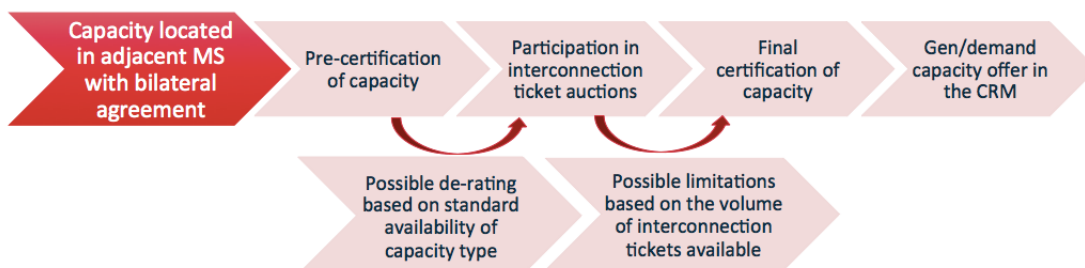 Capacity located
in adjacent MS
with bilateral
agreement
Pre-certification
of capacity
Participation in
interconnection
ticket auctions
Final
certification of
capacity
Gen/demand
capacity offer in
the CRM
Possible de-rating
based on standard
availability of
capacity type
Possible limitations
based on the volume
of interconnection
tickets available